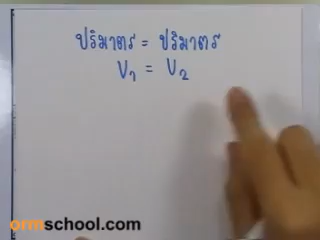 ปริมาตร = ปริมาตร
V₁ = V₂
ormschool.com